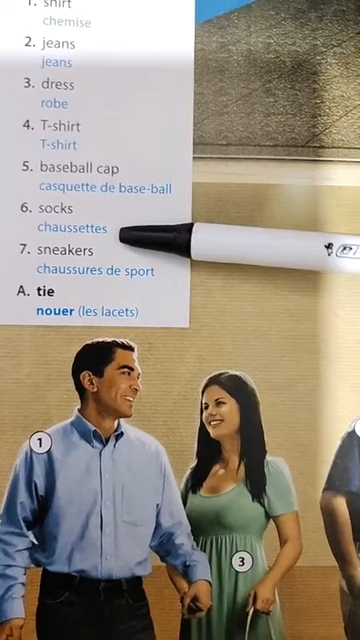 1. shirt
chemise
2. jeans
jeans
3. dress
robe
4. T-shirt
T-shirt
5. baseball cap
casquette de base-ball
6. socks
chaussettes
7. sneakers
chaussures de sport
A. tie
nouer (les lacets)
1
3